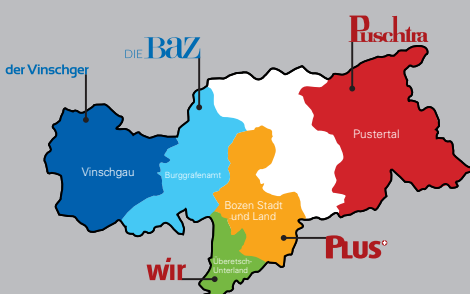 Puschtra
DIE BaZ
der Vinschger
Pustertal
Vinschgau
Burggrafenamt
Bozen Stadt
und Land
PLUS+
Überetsch-
Unterland
wir